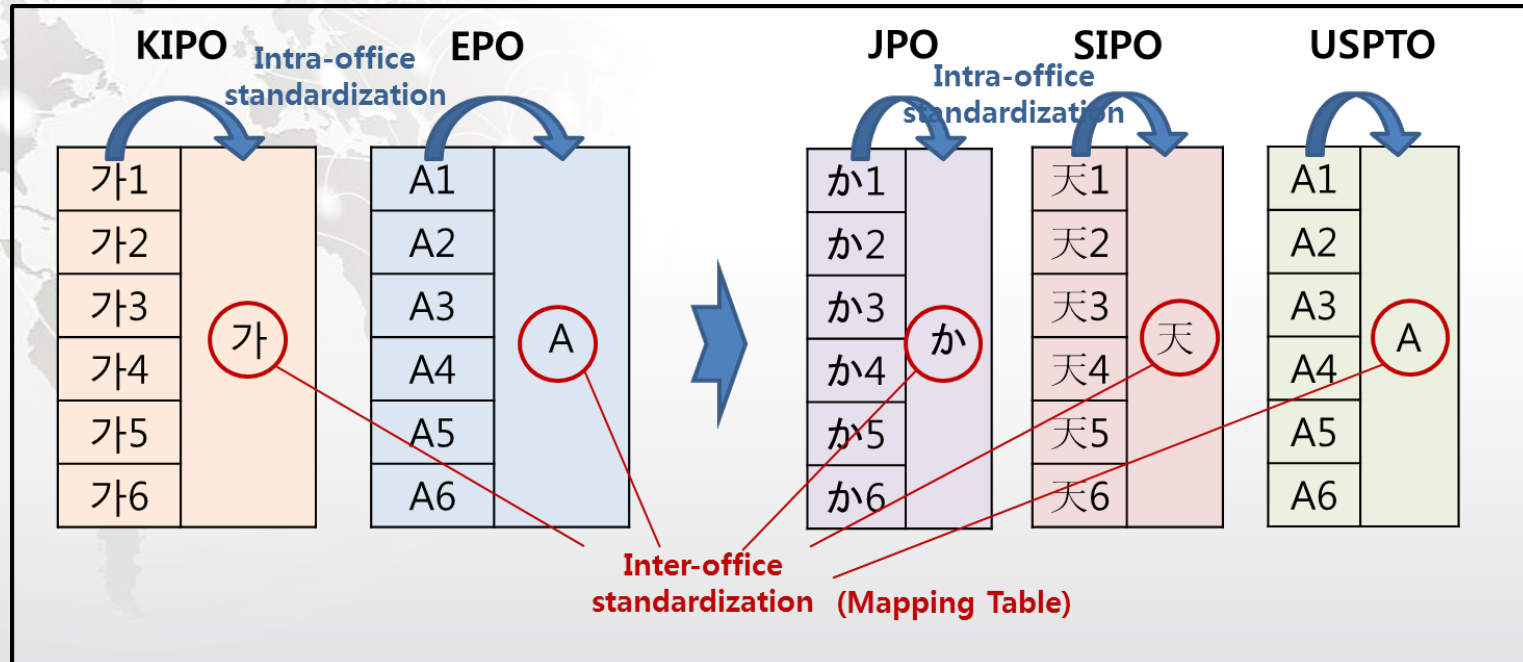 KIPO
EPO
JPO
SIPO
USPTO
Intra-office
standardization
Intra-office
standardization
가1
가2
가3
가4
가5
가6
가
A1
A2
A3
A4
A5
A6
A
か1
か2
か3
か4
か5
か6
か
天1
天2
天3
天4
天5
天6
天
A1
A2
A3
A4
A5
A6
A
Inter-office
standardization (Mapping Table)